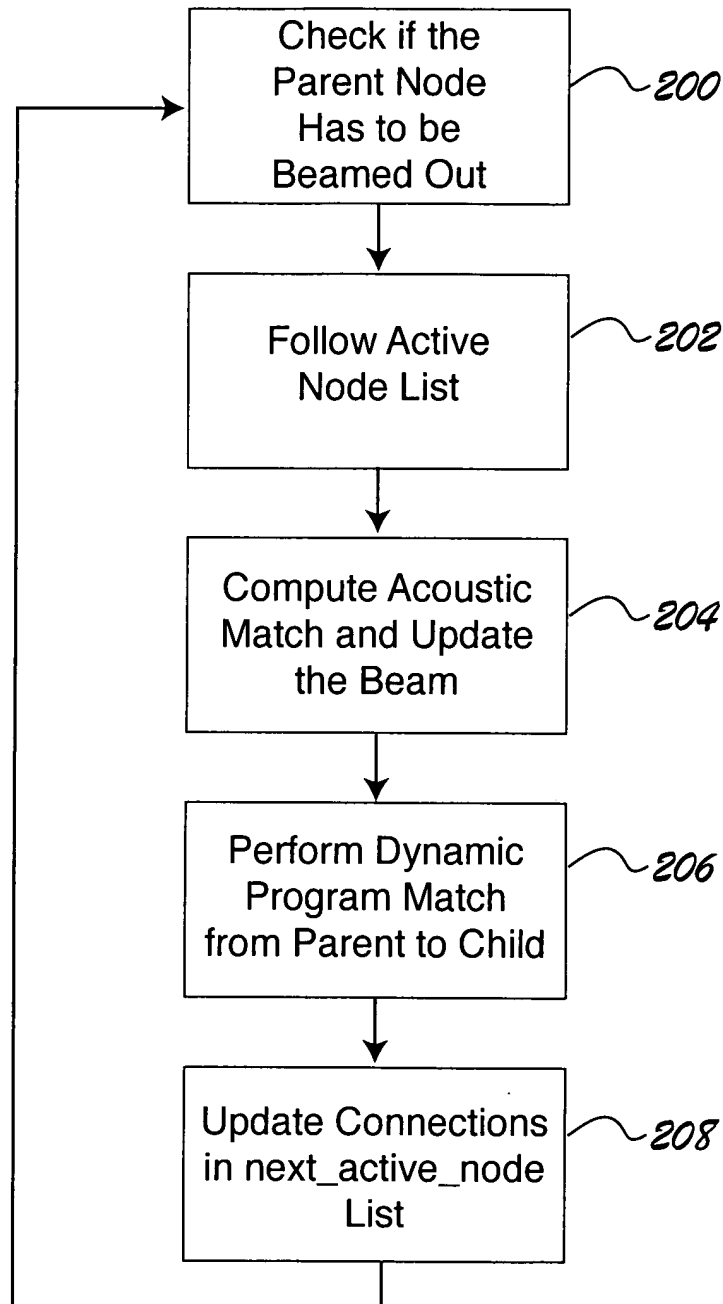 Check if the
Parent Node
Has to be
Beamed Out
200
Follow Active
Node List
202
Compute Acoustic
Match and Update
the Beam
204
Perform Dynamic
Program Match
from Parent to Child
206
Update Connections
in next_active_node
List
208